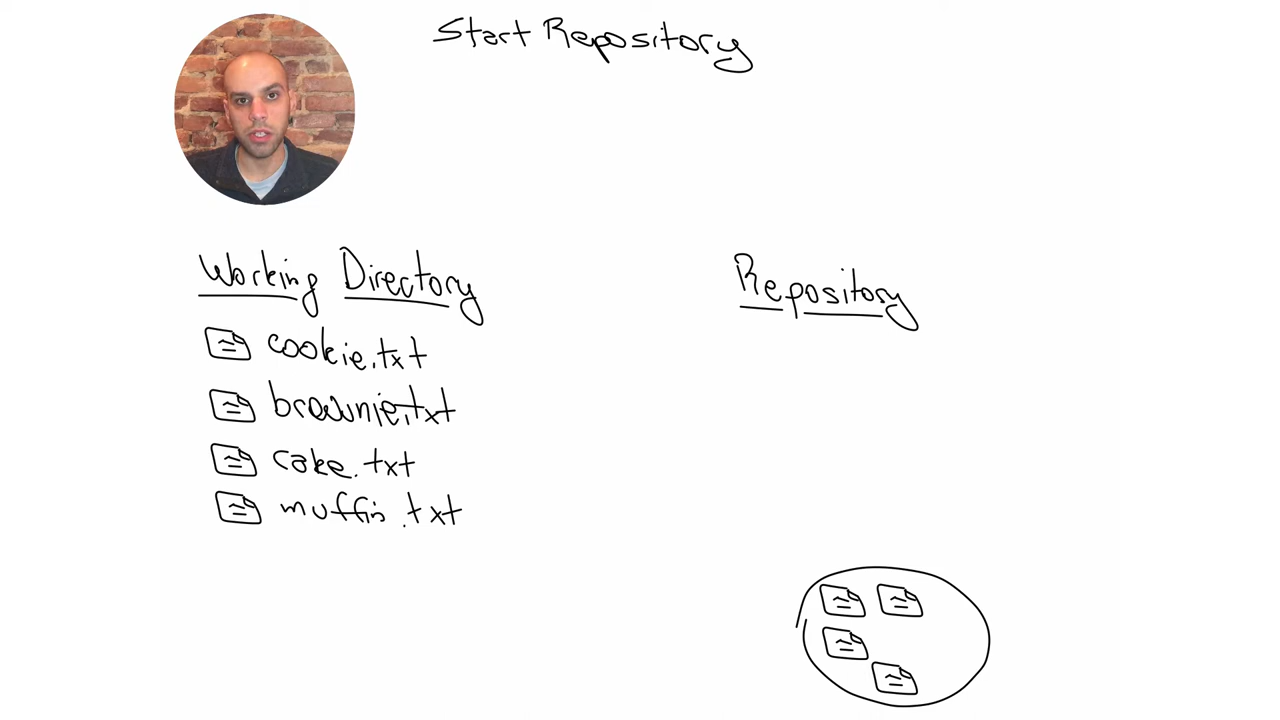 Start Repository
Working Directory
Repository
cookie.txt
brownie.txt
cake.txt
muffin.txt